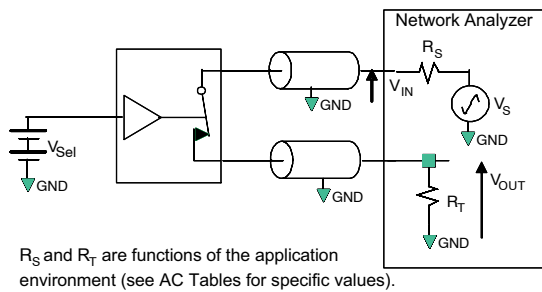 Network Analyzer
R_S
V_IN
GND
V_S
GND
V_Sel
GND
GND
V_OUT
R_T
GND
R_S and R_T are functions of the application
environment (see AC Tables for specific values).